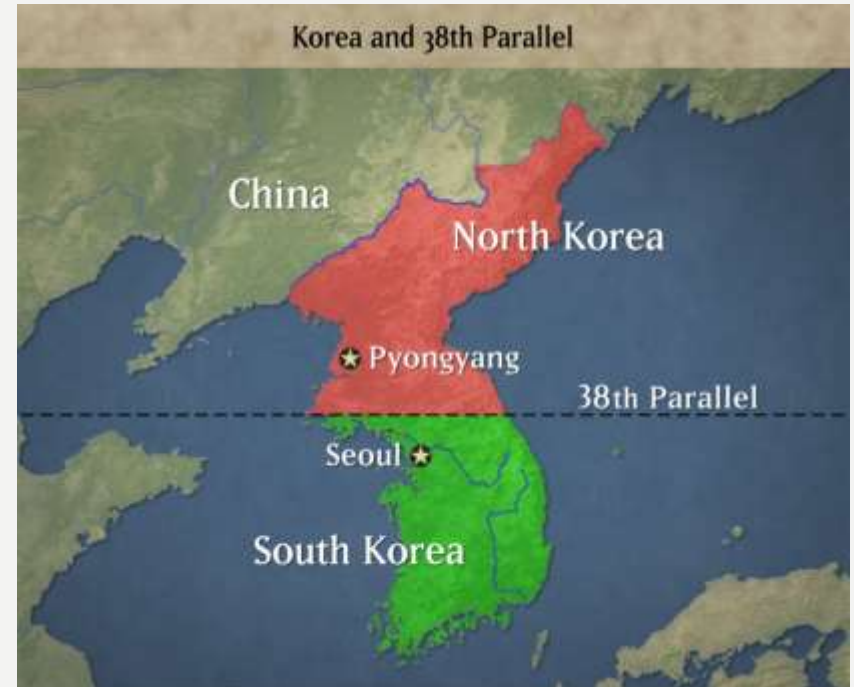 Korea and 38th Parallel
China
North Korea
Pyongyang
38th Parallel
Seoul
South Korea